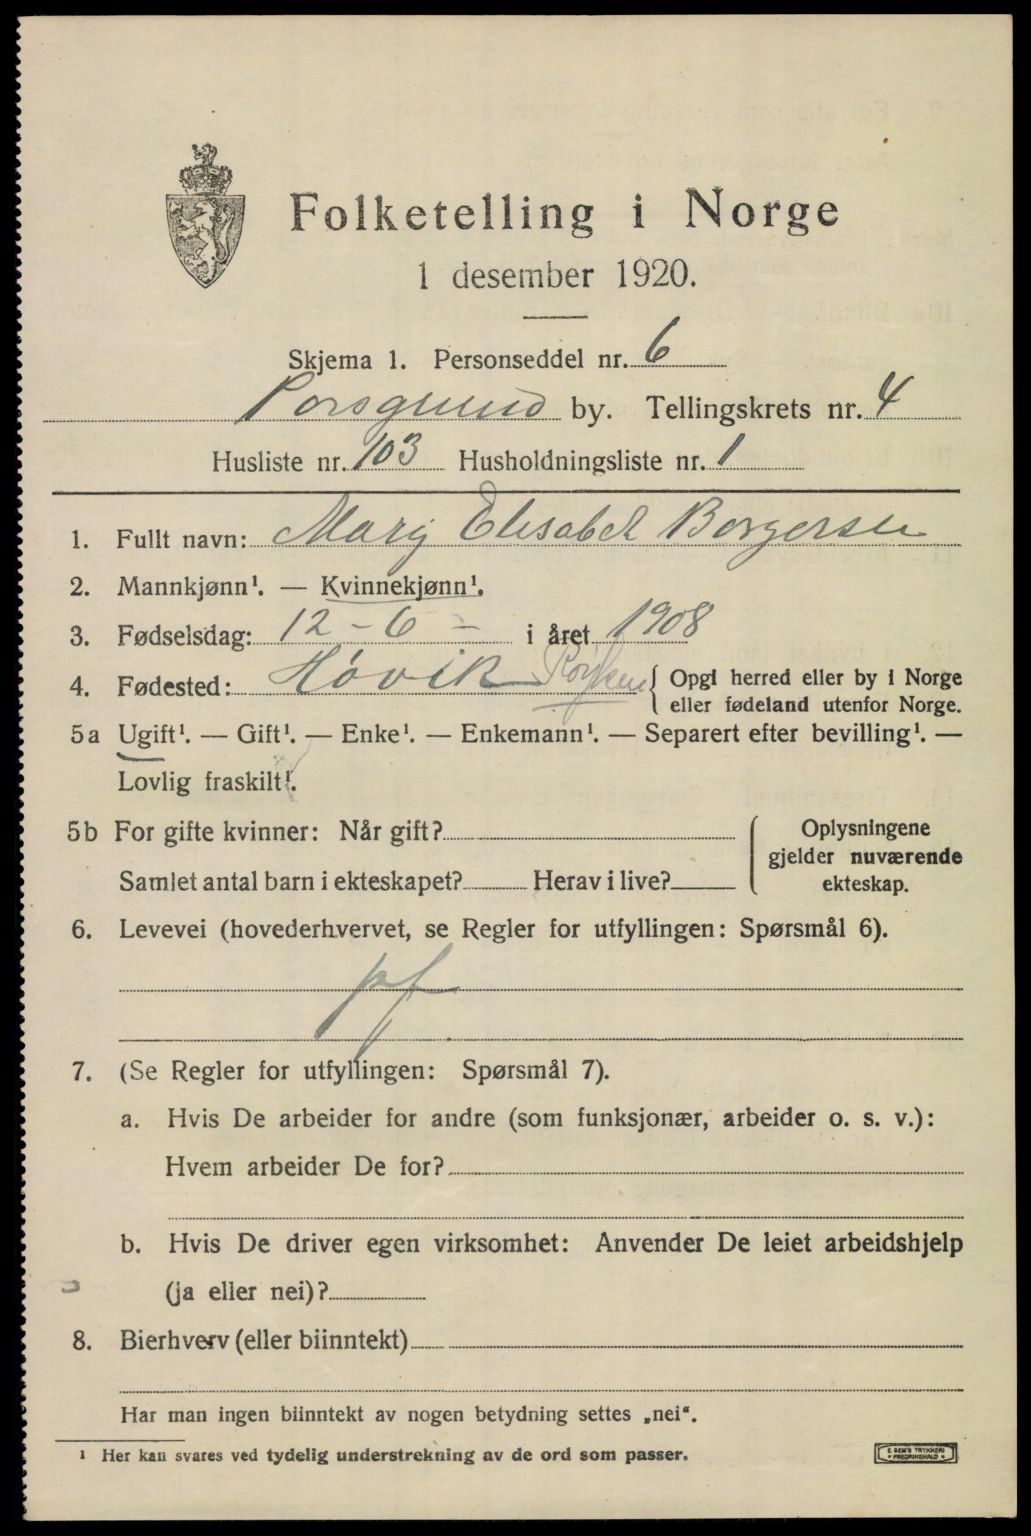 Folketelling i Norge
1 desember 1920.
Skjema 1. Personseddel nr. 6
Porsgrund by. Tellingskrets nr. 4
Husliste nr. 103 Husholdningsliste nr. 1
1. Fullt navn: Mary Elisabet Borgersen
2. Mannkjønn¹. — Kvinnekjønn¹.
3. Fødselsdag: 12 - 6 - i året 1908
4. Fødested: Høvik Røyken { Opgi herred eller by i Norge
eller fødeland utenfor Norge.
5a Ugift¹. — Gift¹. — Enke¹. — Enkemann¹. — Separert efter bevilling¹. —
Lovlig fraskilt¹.
5b For gifte kvinner: Når gift? { Oplysningene
gjelder nuværende
Samlet antal barn i ekteskapet? Herav i live? ekteskap.
6. Levevei (hovederhvervet, se Regler for utfyllingen: Spørsmål 6).
pf
7. (Se Regler for utfyllingen: Spørsmål 7).
a. Hvis De arbeider for andre (som funksjonær, arbeider o. s. v.):
Hvem arbeider De for?
b. Hvis De driver egen virksomhet: Anvender De leiet arbeidshjelp
(ja eller nei)?
8. Bierhverv (eller biinntekt)
Har man ingen biinntekt av nogen betydning settes „nei“.
¹ Her kan svares ved tydelig understrekning av de ord som passer.
E. SEM'S TRYKKERI
• FREDRIKSHALD •